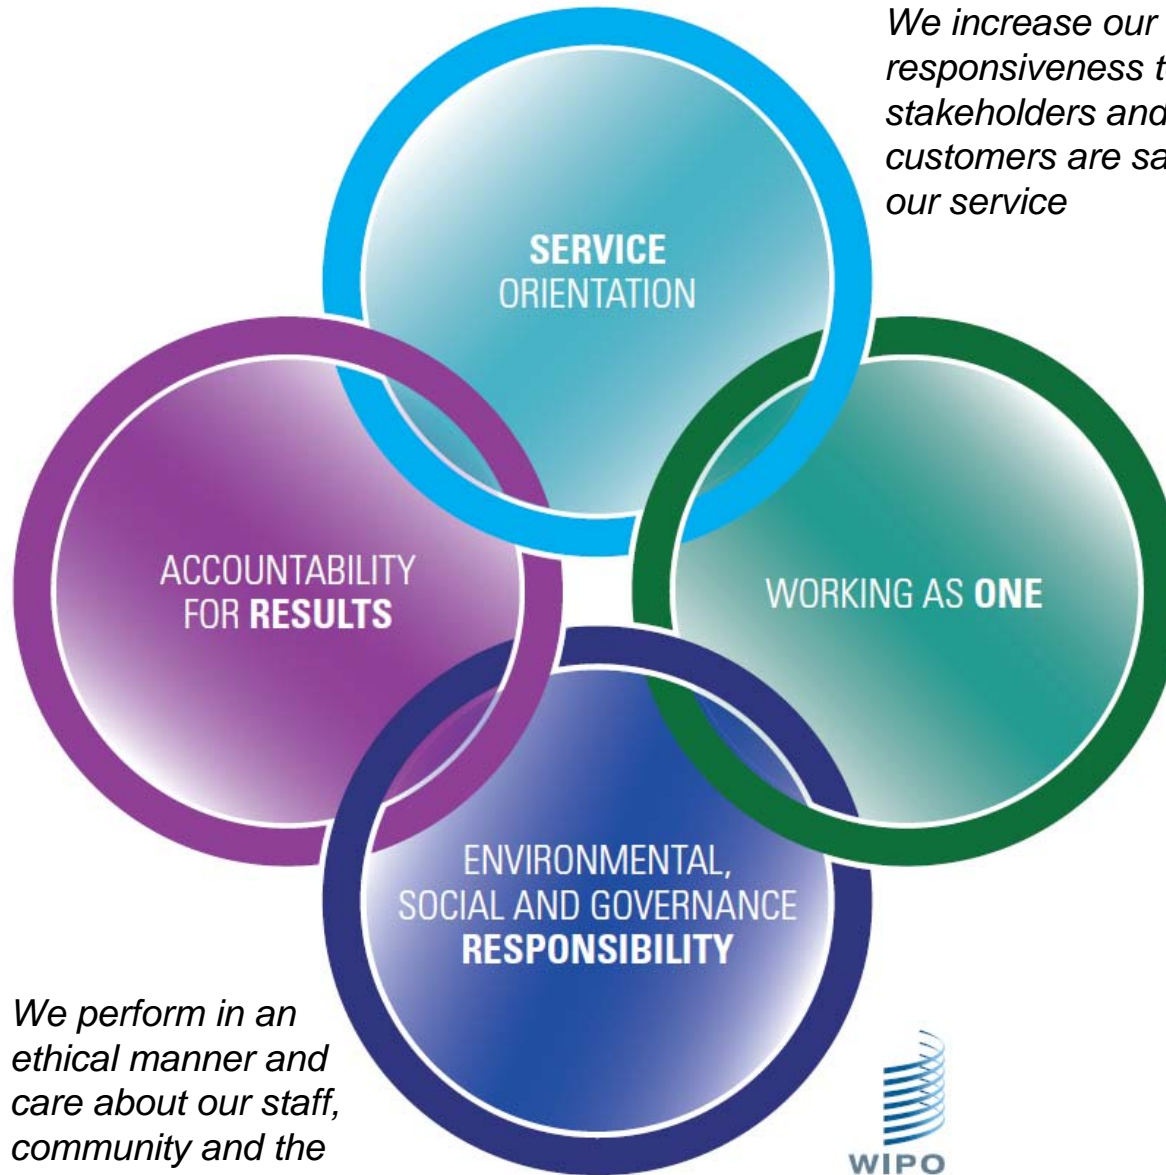 We increase our
responsiveness
stakeholders and
customers are
our service
SERVICE
ORIENTATION
ACCOUNTABILITY
FOR RESULTS
WORKING AS ONE
ENVIRONMENTAL,
SOCIAL AND GOVERNANCE
RESPONSIBILITY
We perform in an
ethical manner and
care about our staff,
community and the
WIPO